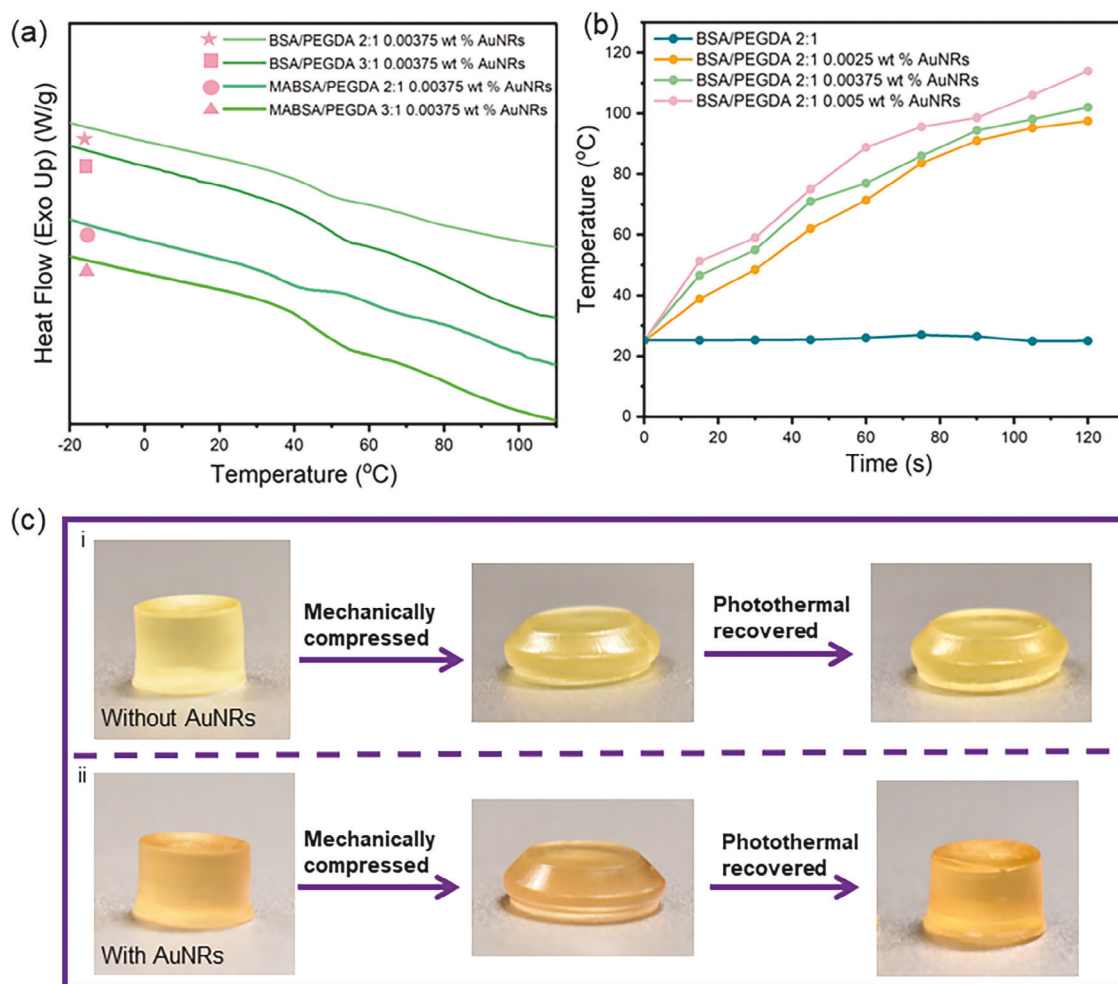 (a)
BSA/PEGDA 2:1 0.00375 wt % AuNRs
BSA/PEGDA 3:1 0.00375 wt % AuNRs
MABSA/PEGDA 2:1 0.00375 wt % AuNRs
MABSA/PEGDA 3:1 0.00375 wt % AuNRs
Heat Flow (Exo Up) (W/g)
-20 0 20 40 60 80 100
Temperature (°C)
(b)
BSA/PEGDA 2:1
BSA/PEGDA 2:1 0.0025 wt % AuNRs
BSA/PEGDA 2:1 0.00375 wt % AuNRs
BSA/PEGDA 2:1 0.005 wt % AuNRs
Temperature (°C)
120
100
80
60
40
20
0
0 20 40 60 80 100 120
Time (s)
(c)
i
Mechanically
compressed
Photothermal
recovered
Without AuNRs
ii
Mechanically
compressed
Photothermal
recovered
With AuNRs